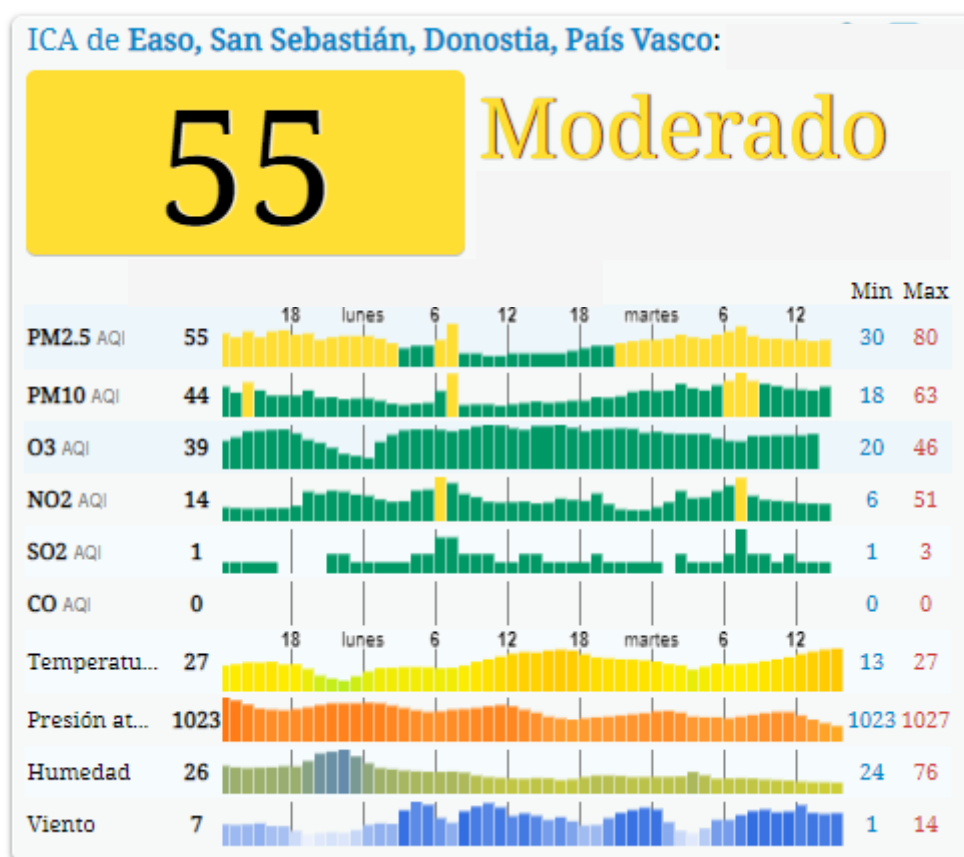 ICA de Easo, San Sebastián, Donostia, País Vasco:
55
Moderado
Min Max
18 lunes 6 12 18 martes 6 12
PM2.5 AQI 55 30 80
PM10 AQI 44 18 63
O3 AQI 39 20 46
NO2 AQI 14 6 51
SO2 AQI 1 1 3
CO AQI 0 0 0
18 lunes 6 12 18 martes 6 12
Temperatu... 27 13 27
Presión at... 1023 1023 1027
Humedad 26 24 76
Viento 7 1 14